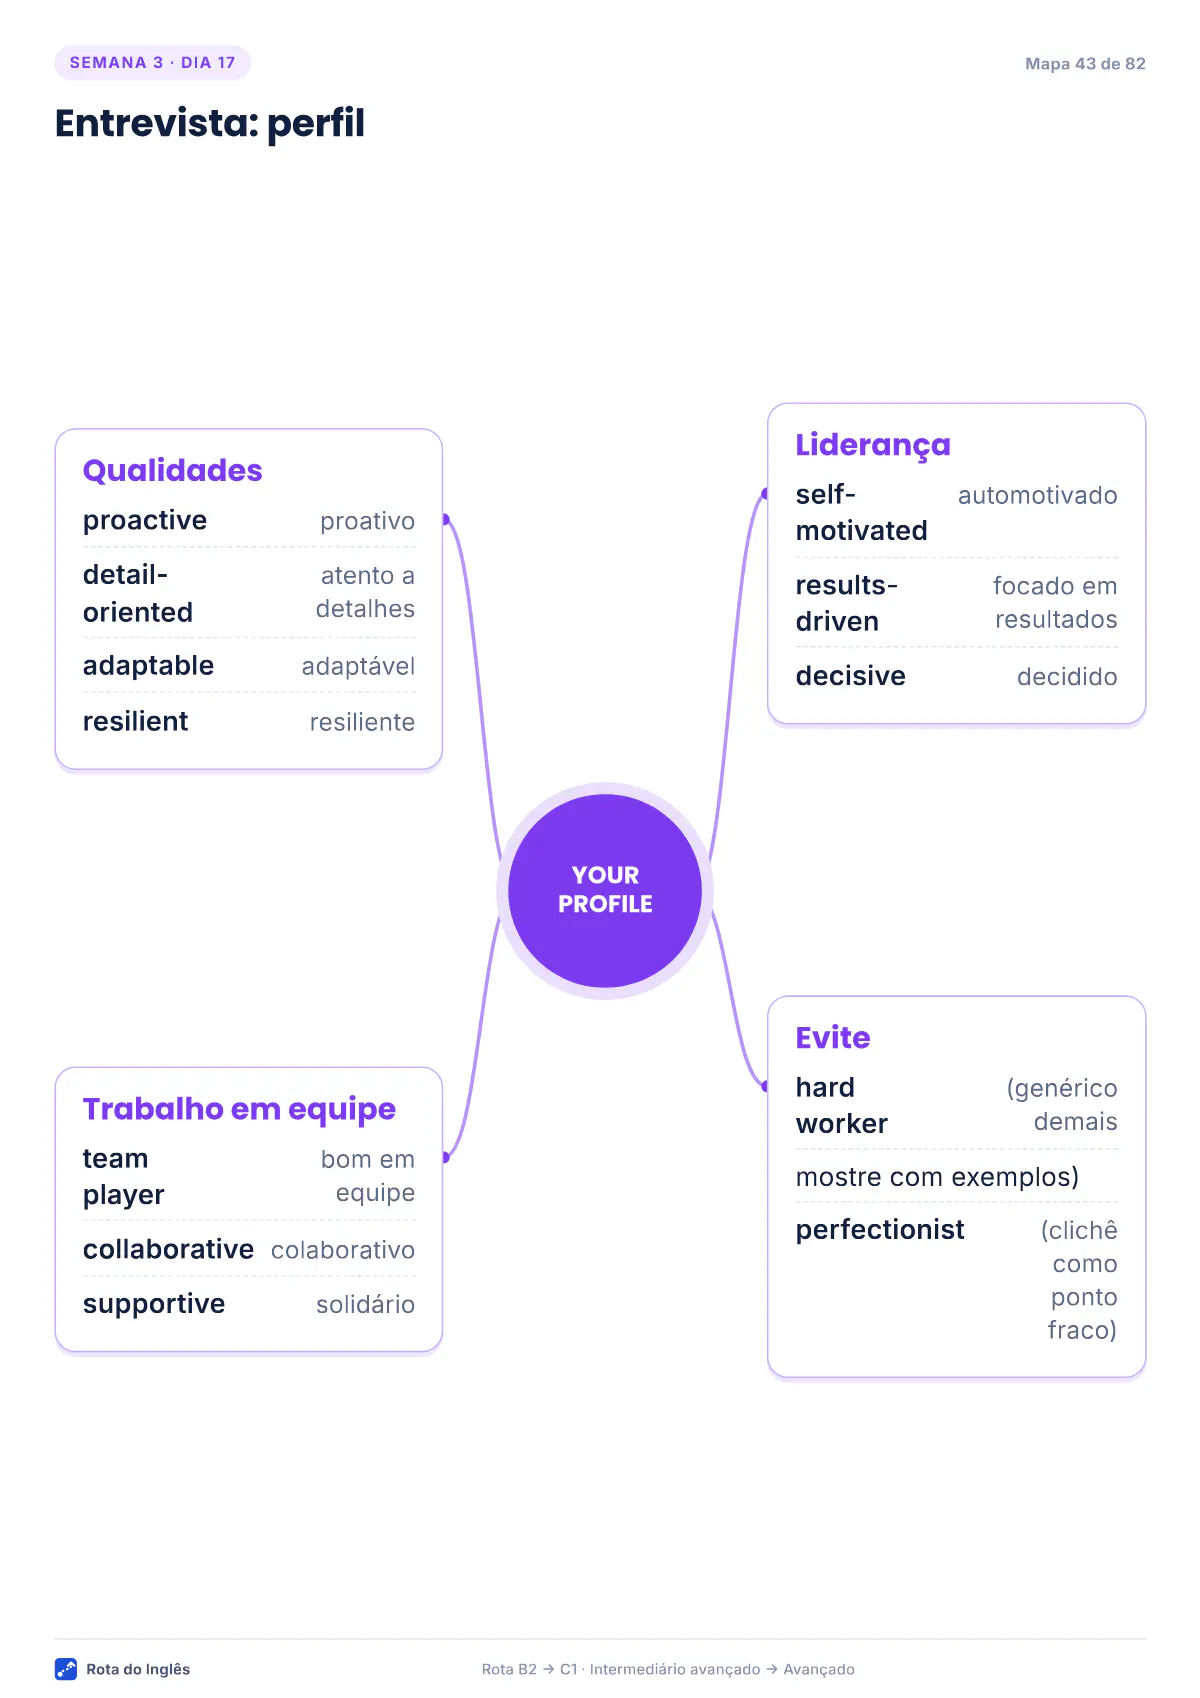 SEMANA 3 · DIA 17
Mapa 43 de 82
Entrevista: perfil
Qualidades
proactive proativo
detail- atento a
oriented detalhes
adaptable adaptável
resilient resiliente
Liderança
self- automotivado
motivated
results- focado em
driven resultados
decisive decidido
YOUR
PROFILE
Trabalho em equipe
team bom em
player equipe
collaborative colaborativo
supportive solidário
Evite
hard (genérico
worker demais
mostre com exemplos)
perfectionist (clichê
como
ponto
fraco)
Rota do Inglês
Rota B2 → C1 · Intermediário avançado → Avançado